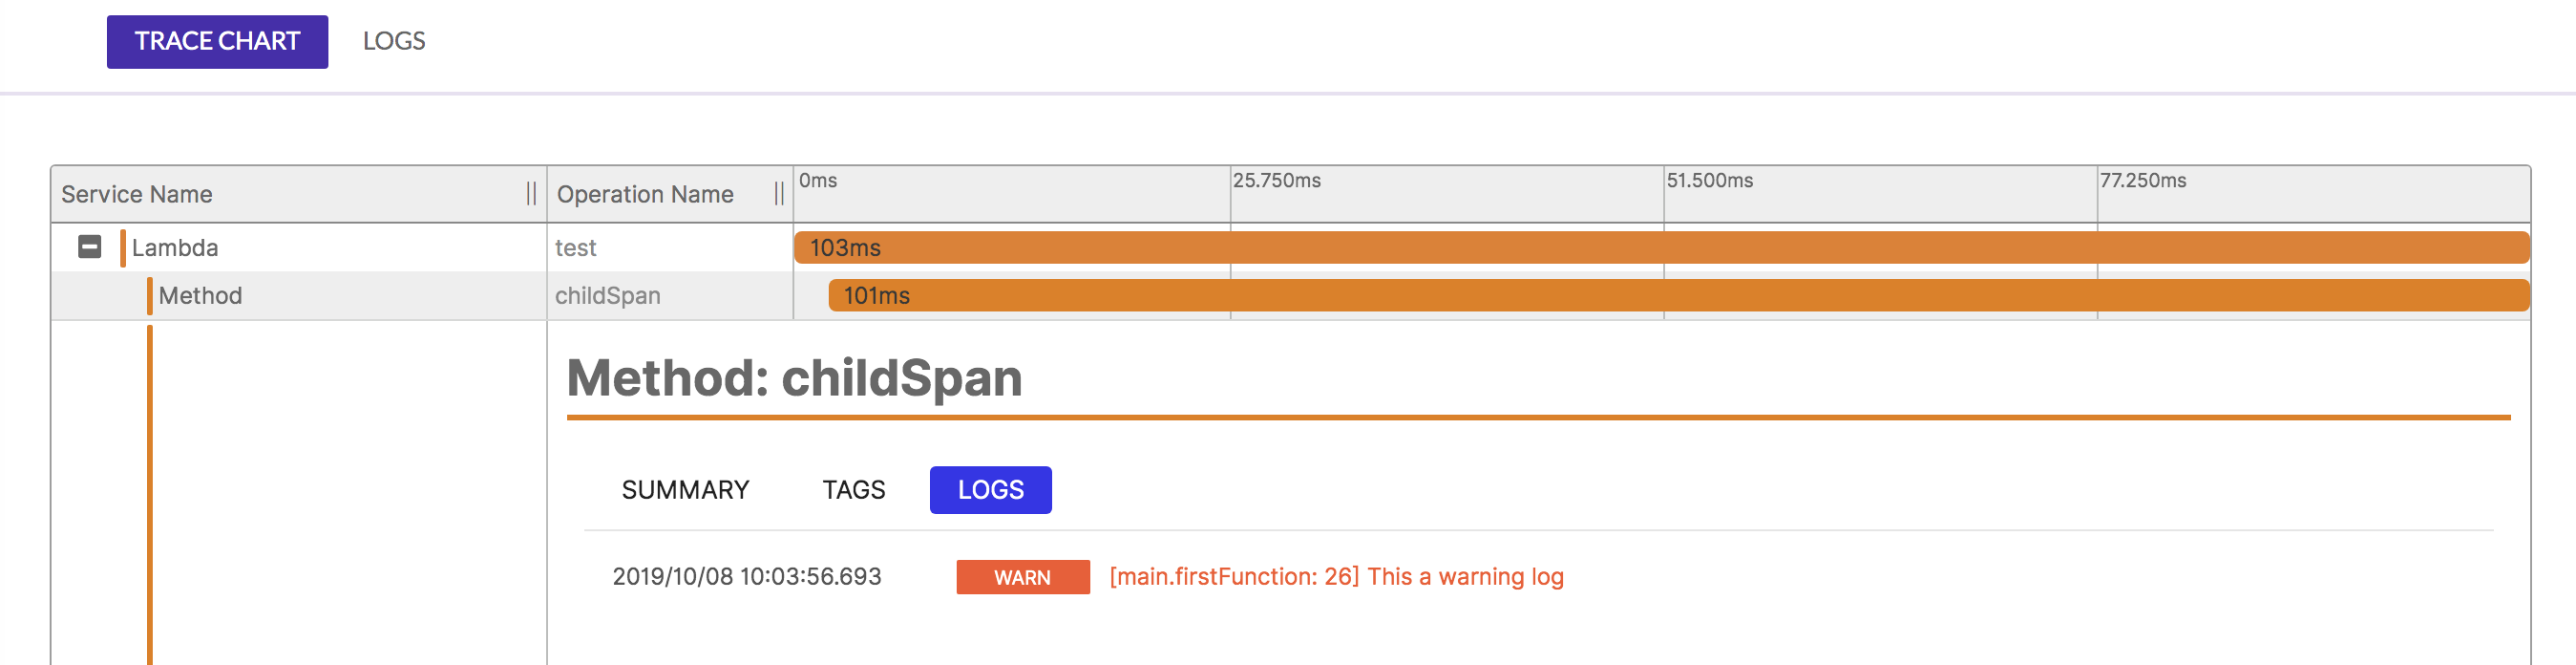 TRACE CHART LOGS
Service Name Operation Name 0ms 25.750ms 51.500ms 77.250ms
Lambda test 103ms
Method childSpan 101ms
Method: childSpan
SUMMARY TAGS LOGS
2019/10/08 10:03:56.693 WARN [main.firstFunction: 26] This a warning log